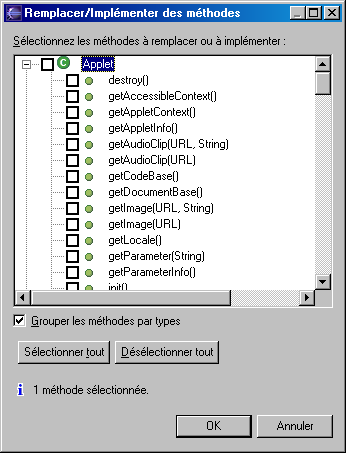 Remplacer/Implémenter des méthodes
Sélectionnez les méthodes à remplacer ou à implémenter :
C Applet
destroy()
getAccessibleContext()
getAppletContext()
getAppletInfo()
getAudioClip(URL, String)
getAudioClip(URL)
getCodeBase()
getDocumentBase()
getImage(URL, String)
getImage(URL)
getLocale()
getParameter(String)
getParameterInfo()
init()
Grouper les méthodes par types
Sélectionner tout Désélectionner tout
i 1 méthode sélectionnée.
OK Annuler